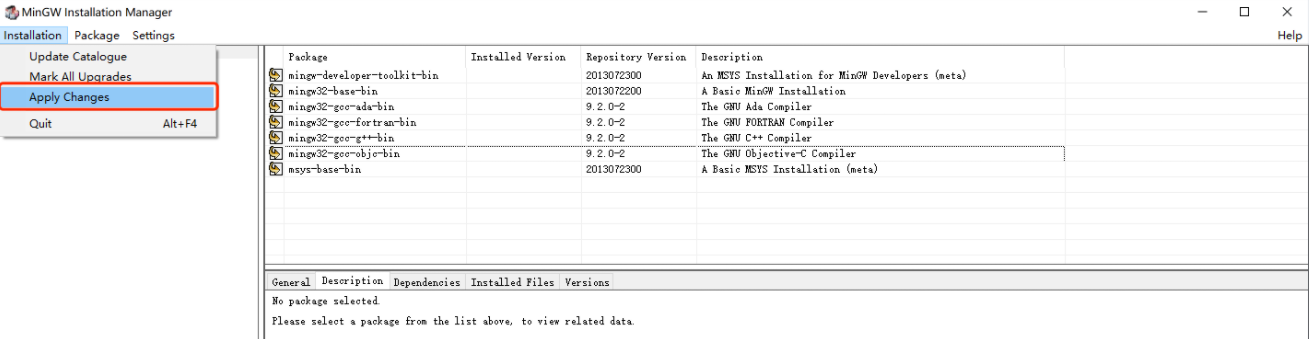 MinGW Installation Manager
Installation Package Settings Help
Update Catalogue
Mark All Upgrades
Apply Changes
Quit Alt+F4
Package Installed Version Repository Version Description
mingw-developer-toolkit-bin 2013072300 An MSYS Installation for MinGW Developers (meta)
mingw32-base-bin 2013072200 A Basic MinGW Installation
mingw32-gcc-ada-bin 9.2.0-2 The GNU Ada Compiler
mingw32-gcc-fortran-bin 9.2.0-2 The GNU FORTRAN Compiler
mingw32-gcc-g++-bin 9.2.0-2 The GNU C++ Compiler
mingw32-gcc-objc-bin 9.2.0-2 The GNU Objective-C Compiler
msys-base-bin 2013072300 A Basic MSYS Installation (meta)
General Description Dependencies Installed Files Versions
No package selected.
Please select a package from the list above, to view related data.